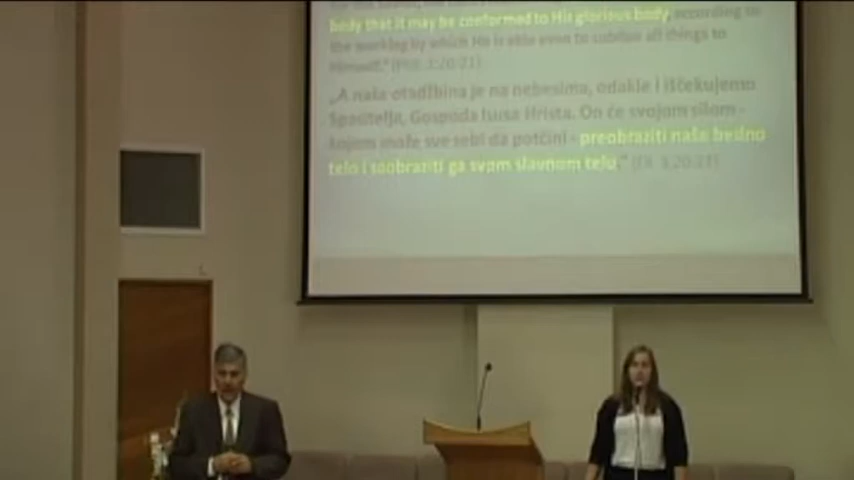 body that it may be conformed to His glorious body, according to
the working by which He is able even to subdue all things to
Himself." (Phil. 3:20-21)
„A naša otadžbina je na nebesima, odakle i iščekujemo
Spasitelja, Gospoda Isusa Hrista. On će svojom silom -
kojom može sve sebi da potčini - preobraziti naše bedno
telo i saobraziti ga svom slavnom telu." (Fil. 3,20-21)